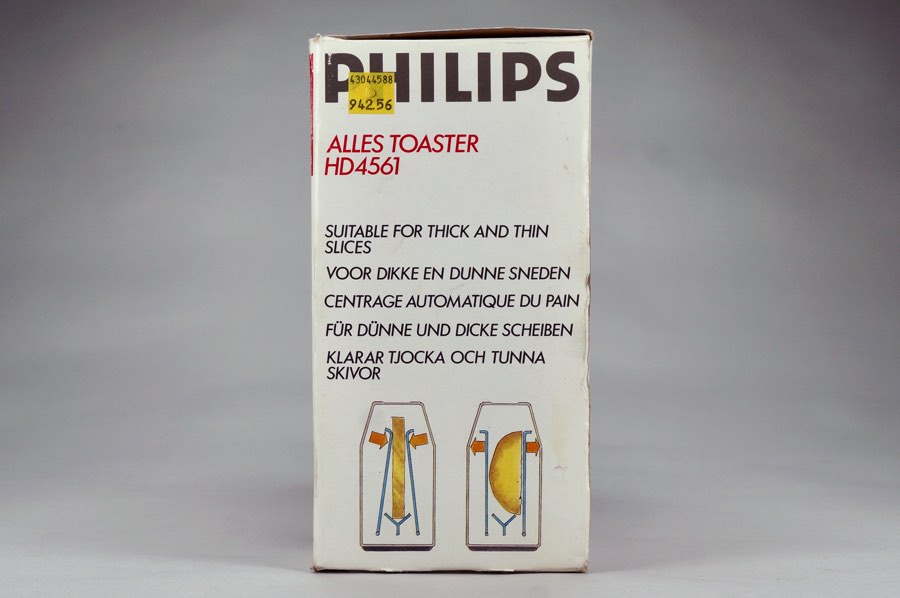 PHILIPS
43044588
942.56
ALLES TOASTER
HD4561
SUITABLE FOR THICK AND THIN
SLICES
VOOR DIKKE EN DUNNE SNEDEN
CENTRAGE AUTOMATIQUE DU PAIN
FÜR DÜNNE UND DICKE SCHEIBEN
KLARAR TJOCKA OCH TUNNA
SKIVOR